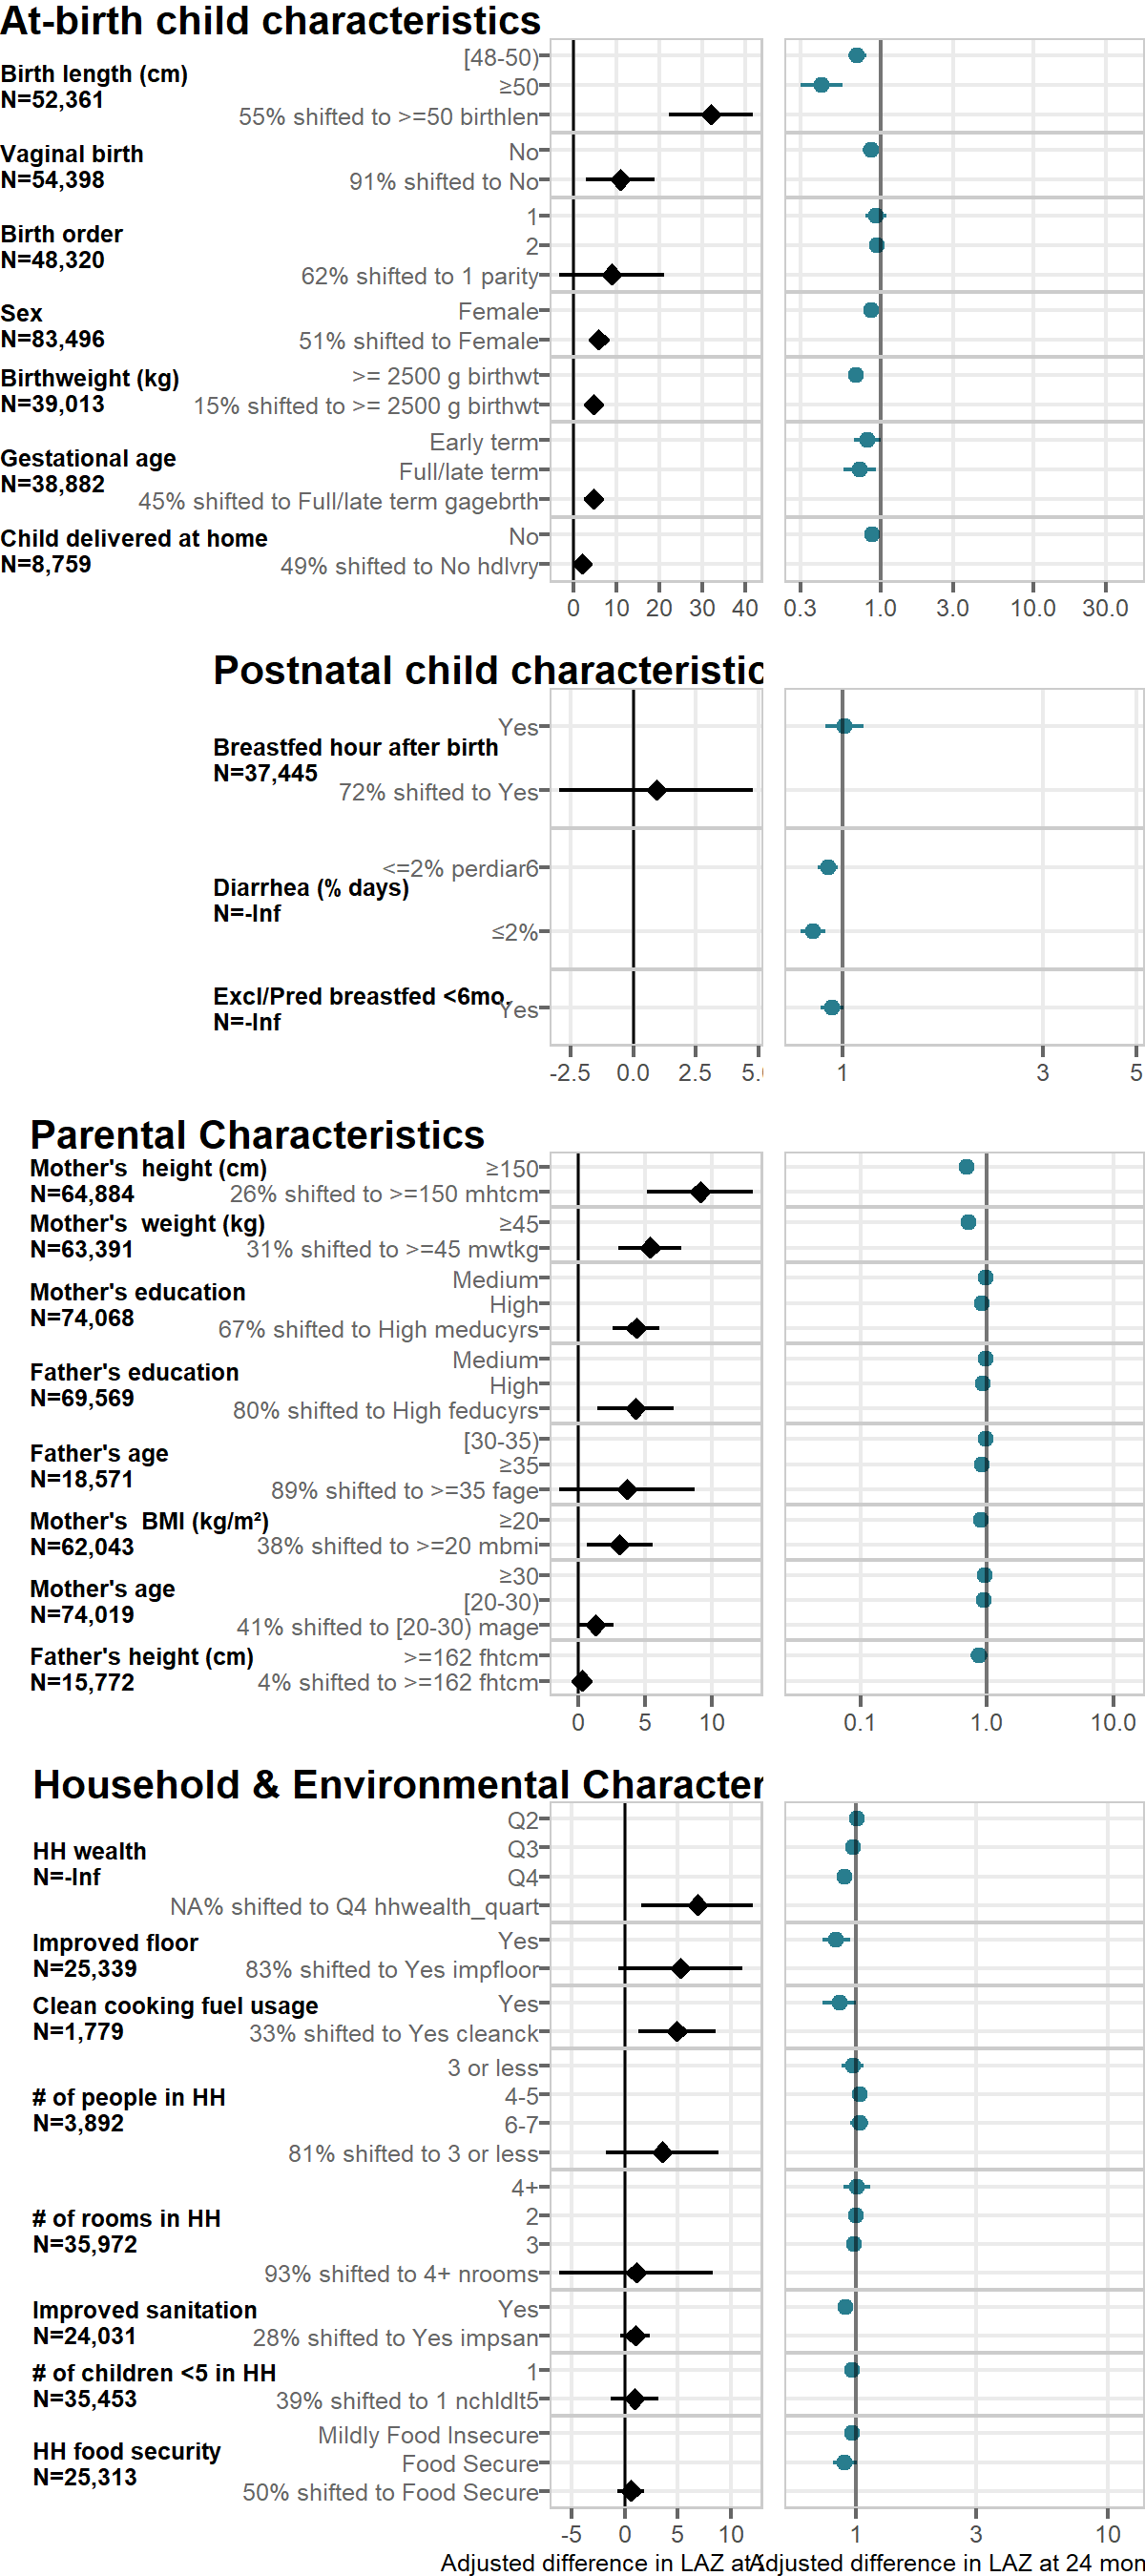 At-birth child characteristics
Birth length (cm)
N=52,361
[48-50)
≥50
55% shifted to >=50 birthlen
Vaginal birth
N=54,398
No
91% shifted to No
Birth order
N=48,320
1
2
62% shifted to 1 parity
Sex
N=83,496
Female
51% shifted to Female
Birthweight (kg)
N=39,013
>= 2500 g birthwt
15% shifted to >= 2500 g birthwt
Gestational age
N=38,882
Early term
Full/late term
45% shifted to Full/late term gagebrth
Child delivered at home
N=8,759
No
49% shifted to No hdlvry
0 10 20 30 40
0.3 1.0 3.0 10.0 30.0
Postnatal child characteristic
Breastfed hour after birth
N=37,445
Yes
72% shifted to Yes
Diarrhea (% days)
N=-Inf
<=2% perdiar6
≤2%
Excl/Pred breastfed <6mo.
N=-Inf
Yes
-2.5 0.0 2.5 5.
1 3 5
Parental Characteristics
Mother's  height (cm)
N=64,884
≥150
26% shifted to >=150 mhtcm
Mother's  weight (kg)
N=63,391
≥45
31% shifted to >=45 mwtkg
Mother's education
N=74,068
Medium
High
67% shifted to High meducyrs
Father's education
N=69,569
Medium
High
80% shifted to High feducyrs
Father's age
N=18,571
[30-35)
≥35
89% shifted to >=35 fage
Mother's  BMI (kg/m²)
N=62,043
≥20
38% shifted to >=20 mbmi
Mother's age
N=74,019
≥30
[20-30)
41% shifted to [20-30) mage
Father's height (cm)
N=15,772
>=162 fhtcm
4% shifted to >=162 fhtcm
0 5 10
0.1 1.0 10.0
Household & Environmental Character
HH wealth
N=-Inf
Q2
Q3
Q4
NA% shifted to Q4 hhwealth_quart
Improved floor
N=25,339
Yes
83% shifted to Yes impfloor
Clean cooking fuel usage
N=1,779
Yes
33% shifted to Yes cleanck
# of people in HH
N=3,892
3 or less
4-5
6-7
81% shifted to 3 or less
# of rooms in HH
N=35,972
4+
2
3
93% shifted to 4+ nrooms
Improved sanitation
N=24,031
Yes
28% shifted to Yes impsan
# of children <5 in HH
N=35,453
1
39% shifted to 1 nchldlt5
HH food security
N=25,313
Mildly Food Insecure
Food Secure
50% shifted to Food Secure
-5 0 5 10
1 3 10
Adjusted difference in LAZ at
Adjusted difference in LAZ at 24 mon